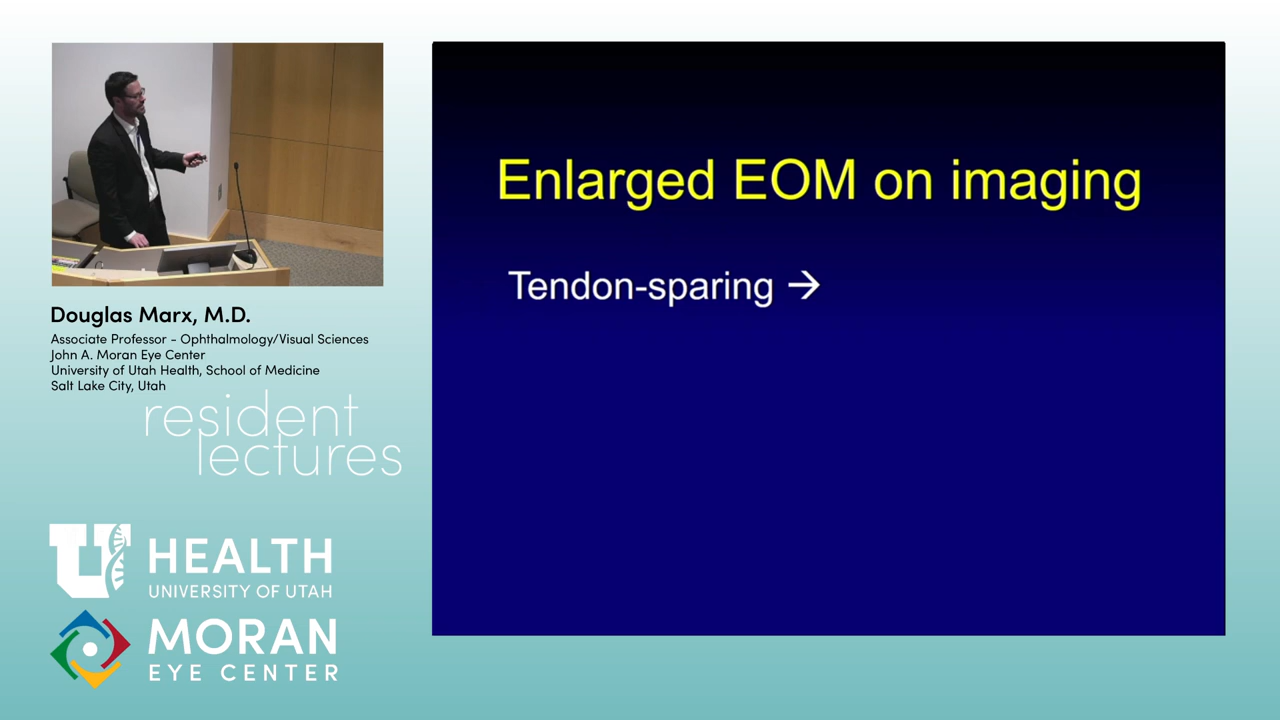 Enlarged EOM on imaging
Tendon-sparing →
Douglas Marx, M.D.
Associate Professor - Ophthalmology/Visual Sciences
John A. Moran Eye Center
University of Utah Health, School of Medicine
Salt Lake City, Utah
resident
lectures
U HEALTH
UNIVERSITY OF UTAH
MORAN
EYE CENTER